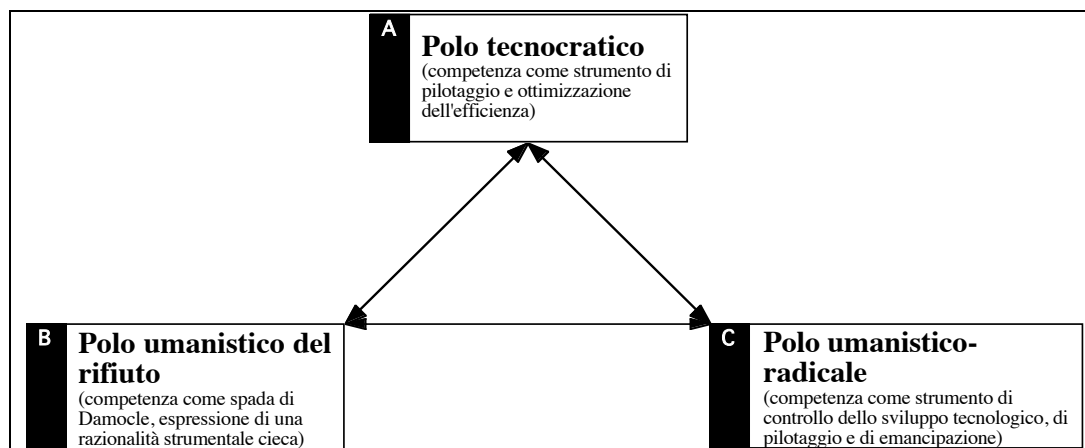 A
Polo tecnocratico
(competenza come strumento di
pilotaggio e ottimizzazione
dell'efficienza)
B
Polo umanistico del
rifiuto
(competenza come spada di
Damocle, espressione di una
razionalità strumentale cieca)
C
Polo umanistico-
radicale
(competenza come strumento di
controllo dello sviluppo tecnologico, di
pilotaggio e di emancipazione)